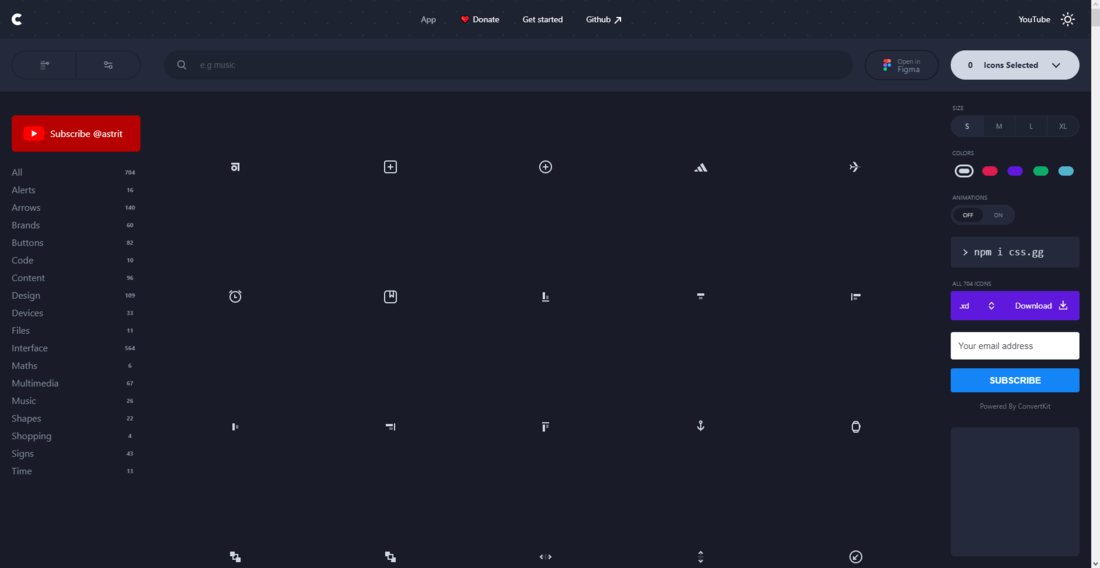 C
App
Donate
Get started
Github
YouTube
e.g music
Open in
Figma
0 Icons Selected
Subscribe @astrit
All 704
Alerts 16
Arrows 140
Brands 60
Buttons 82
Code 10
Content 96
Design 109
Devices 33
Files 11
Interface 564
Maths 6
Multimedia 67
Music 26
Shapes 22
Shopping 4
Signs 43
Time 13
SIZE
S M L XL
COLORS
ANIMATIONS
OFF ON
> npm i css.gg
ALL 704 ICONS
.xd Download
Your email address
SUBSCRIBE
Powered By ConvertKit